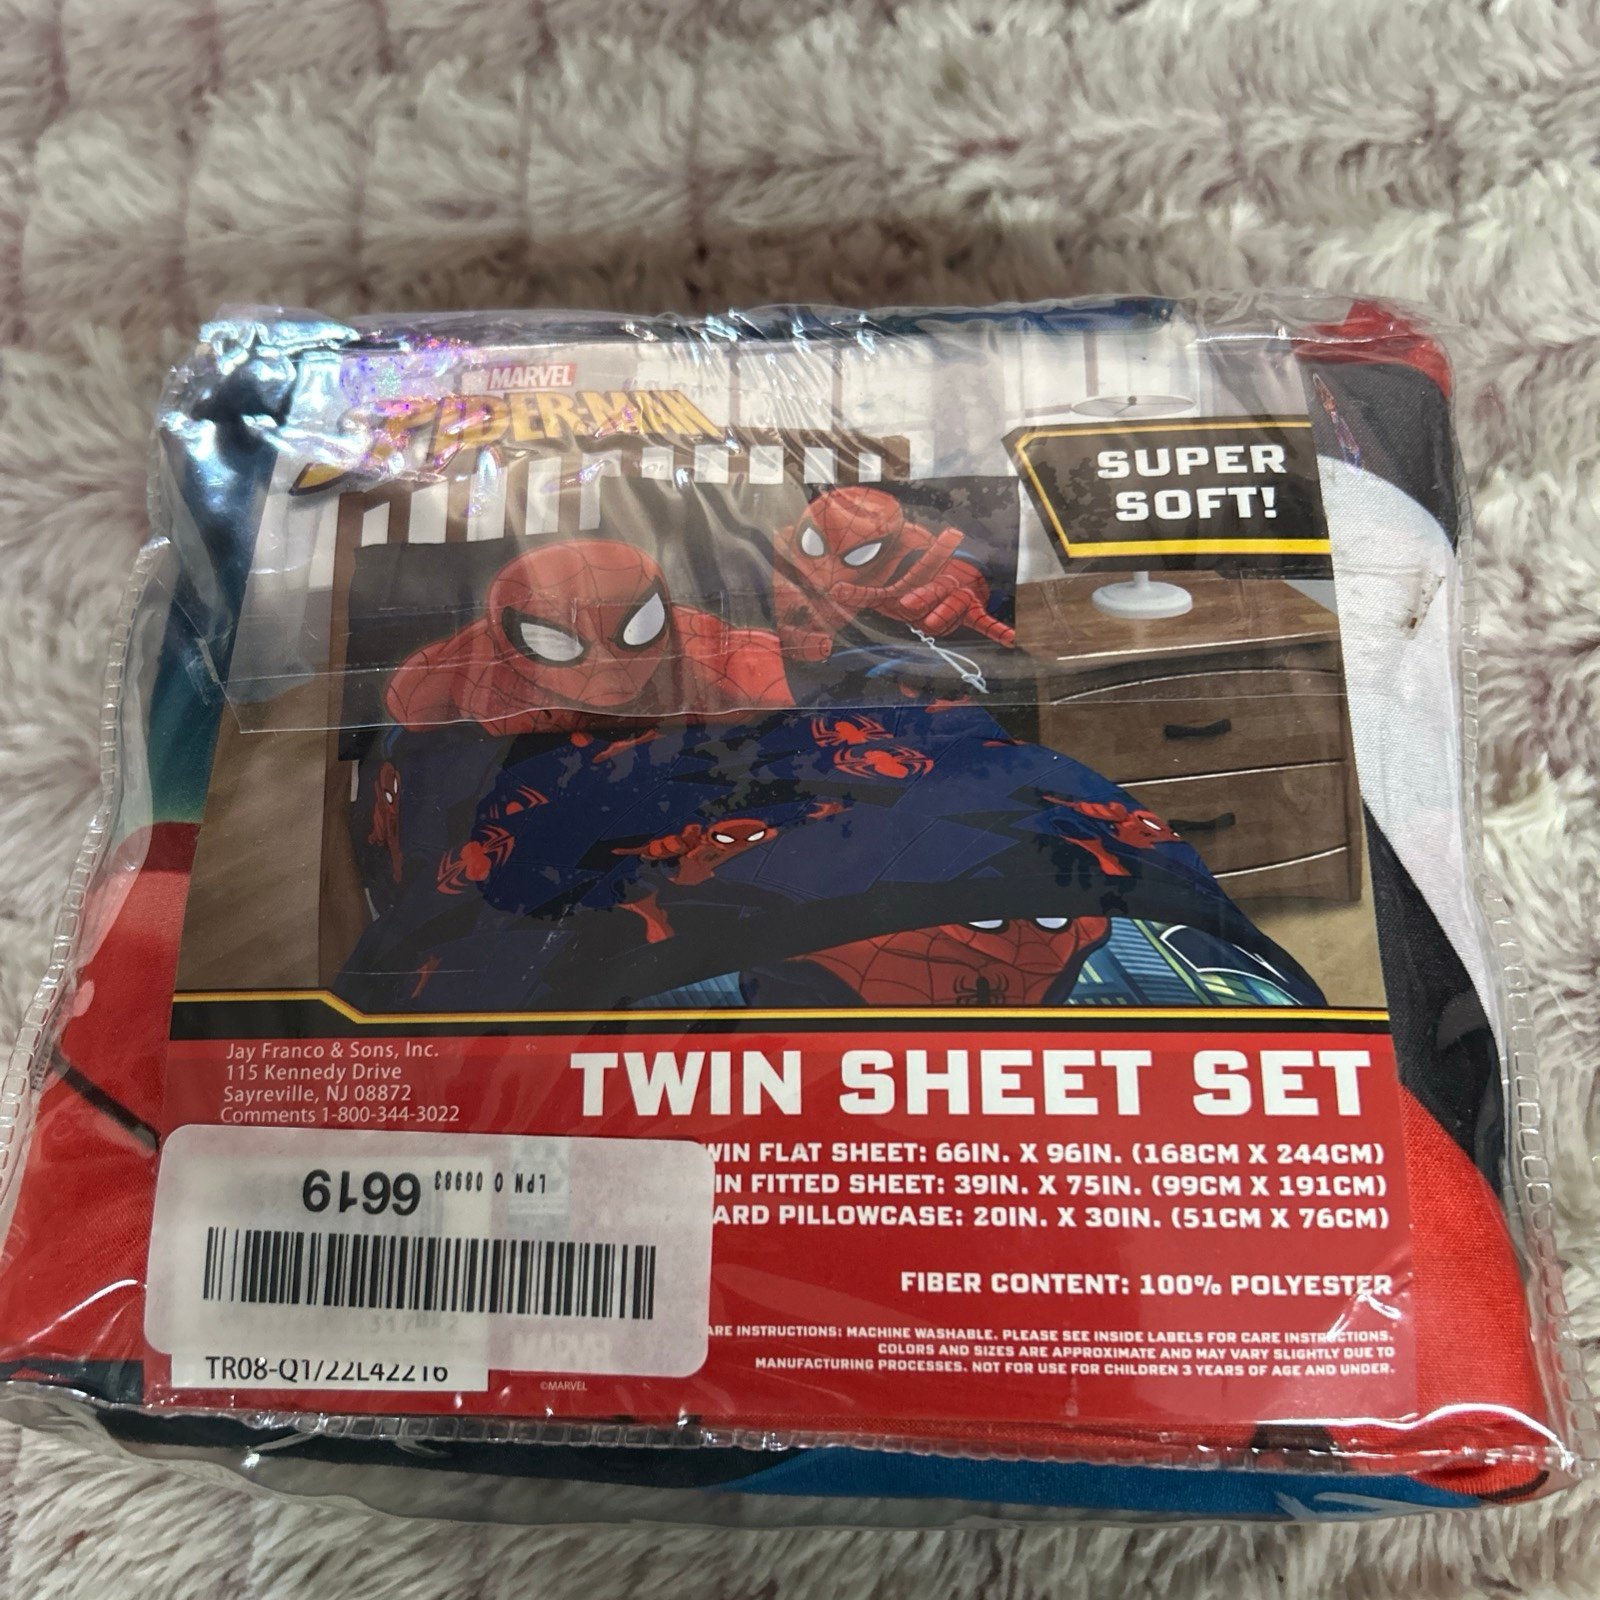 MARVEL
SPIDER-MAN
SUPER
SOFT!
Jay Franco & Sons, Inc.
115 Kennedy Drive
Sayreville, NJ 08872
Comments 1-800-344-3022
TWIN SHEET SET
WIN FLAT SHEET: 66IN. X 96IN. (168CM X 244CM)
IN FITTED SHEET: 39IN. X 75IN. (99CM X 191CM)
ARD PILLOWCASE: 20IN. X 30IN. (51CM X 76CM)
FIBER CONTENT: 100% POLYESTER
ARE INSTRUCTIONS: MACHINE WASHABLE. PLEASE SEE INSIDE LABELS FOR CARE INSTRUCTIONS.
COLORS AND SIZES ARE APPROXIMATE AND MAY VARY SLIGHTLY DUE TO
MANUFACTURING PROCESSES. NOT FOR USE FOR CHILDREN 3 YEARS OF AGE AND UNDER.
LPN 0 08983 6619
TR08-Q1/22L42216
MARVEL
©MARVEL